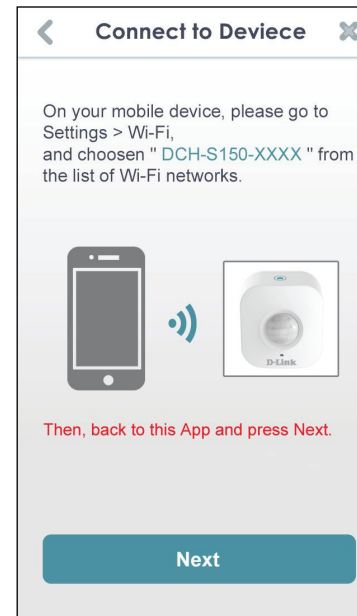 Connect to Deviece
On your mobile device, please go to
Settings > Wi-Fi,
and choosen " DCH-S150-XXXX " from
the list of Wi-Fi networks.
D-Link
Then, back to this App and press Next.
Next